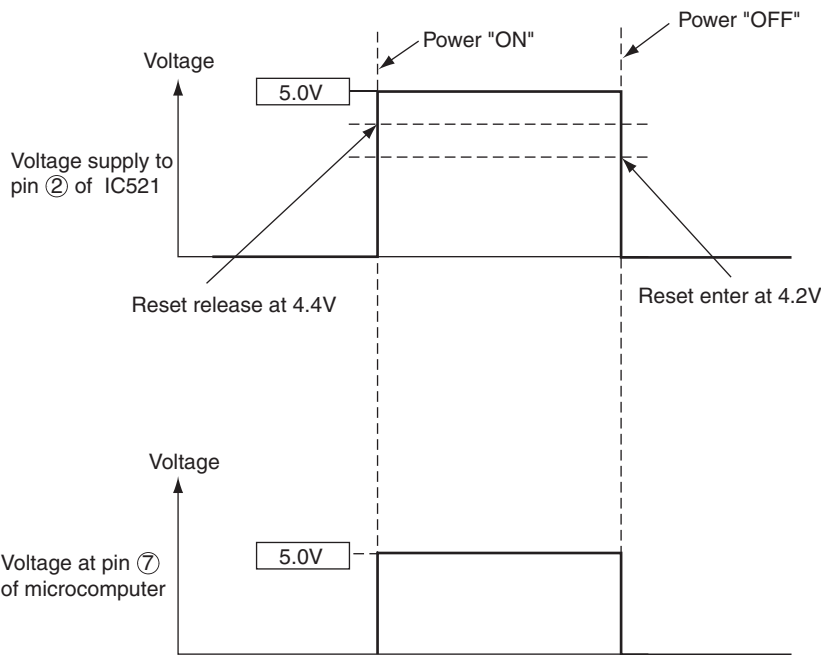 Power "ON"
Power "OFF"
Voltage
5.0V
Voltage supply to
pin ② of IC521
Reset release at 4.4V
Reset enter at 4.2V
Voltage
5.0V
Voltage at pin ⑦
of microcomputer